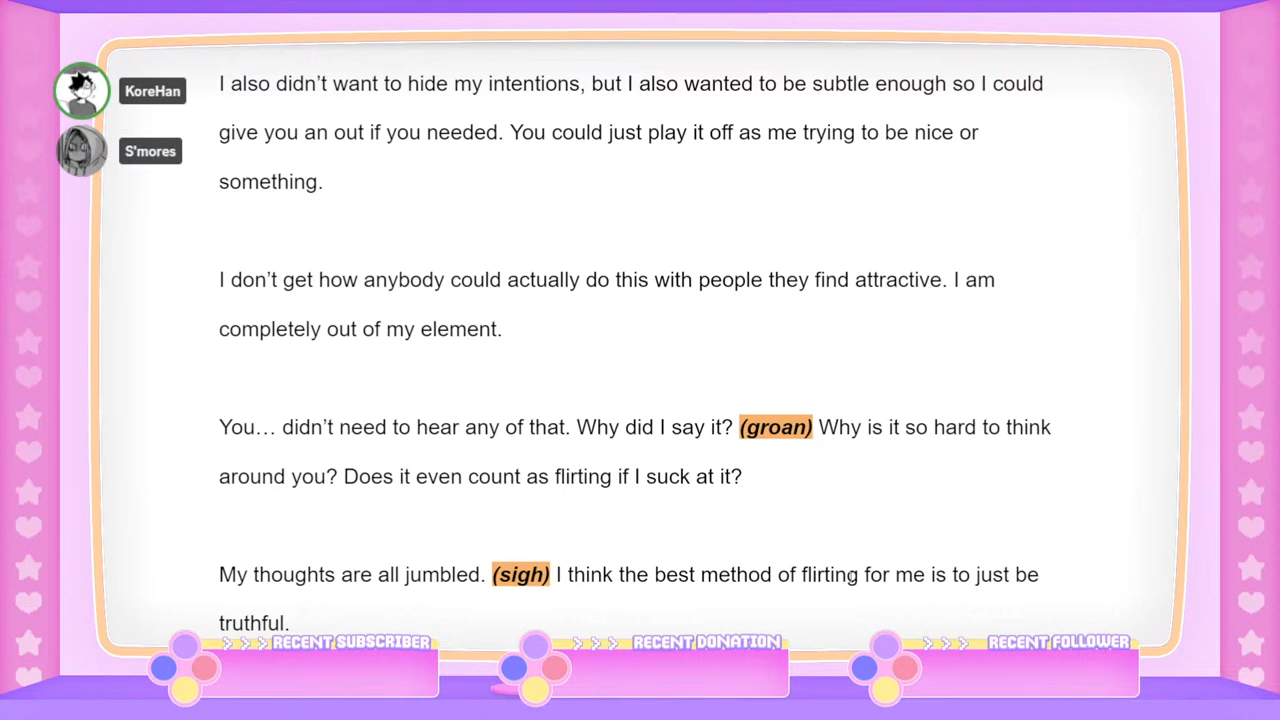 KoreHan
S'mores
I also didn’t want to hide my intentions, but I also wanted to be subtle enough so I could
give you an out if you needed. You could just play it off as me trying to be nice or
something.
I don’t get how anybody could actually do this with people they find attractive. I am
completely out of my element.
You… didn’t need to hear any of that. Why did I say it? (groan) Why is it so hard to think
around you? Does it even count as flirting if I suck at it?
My thoughts are all jumbled. (sigh) I think the best method of flirting for me is to just be
truthful.
> > > RECENT SUBSCRIBER
> > > RECENT DONATION
> > > RECENT FOLLOWER